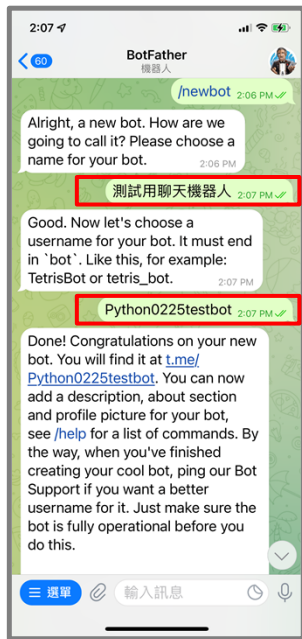 2:07
60
BotFather
機器人
/newbot 2:06 PM
Alright, a new bot. How are we
going to call it? Please choose a
name for your bot. 2:06 PM
測試用聊天機器人 2:07 PM
Good. Now let's choose a
username for your bot. It must end
in `bot`. Like this, for example:
TetrisBot or tetris_bot. 2:07 PM
Python0225testbot 2:07 PM
Done! Congratulations on your new
bot. You will find it at t.me/
Python0225testbot. You can now
add a description, about section
and profile picture for your bot,
see /help for a list of commands. By
the way, when you've finished
creating your cool bot, ping our Bot
Support if you want a better
username for it. Just make sure the
bot is fully operational before you
do this.
選單
輸入訊息